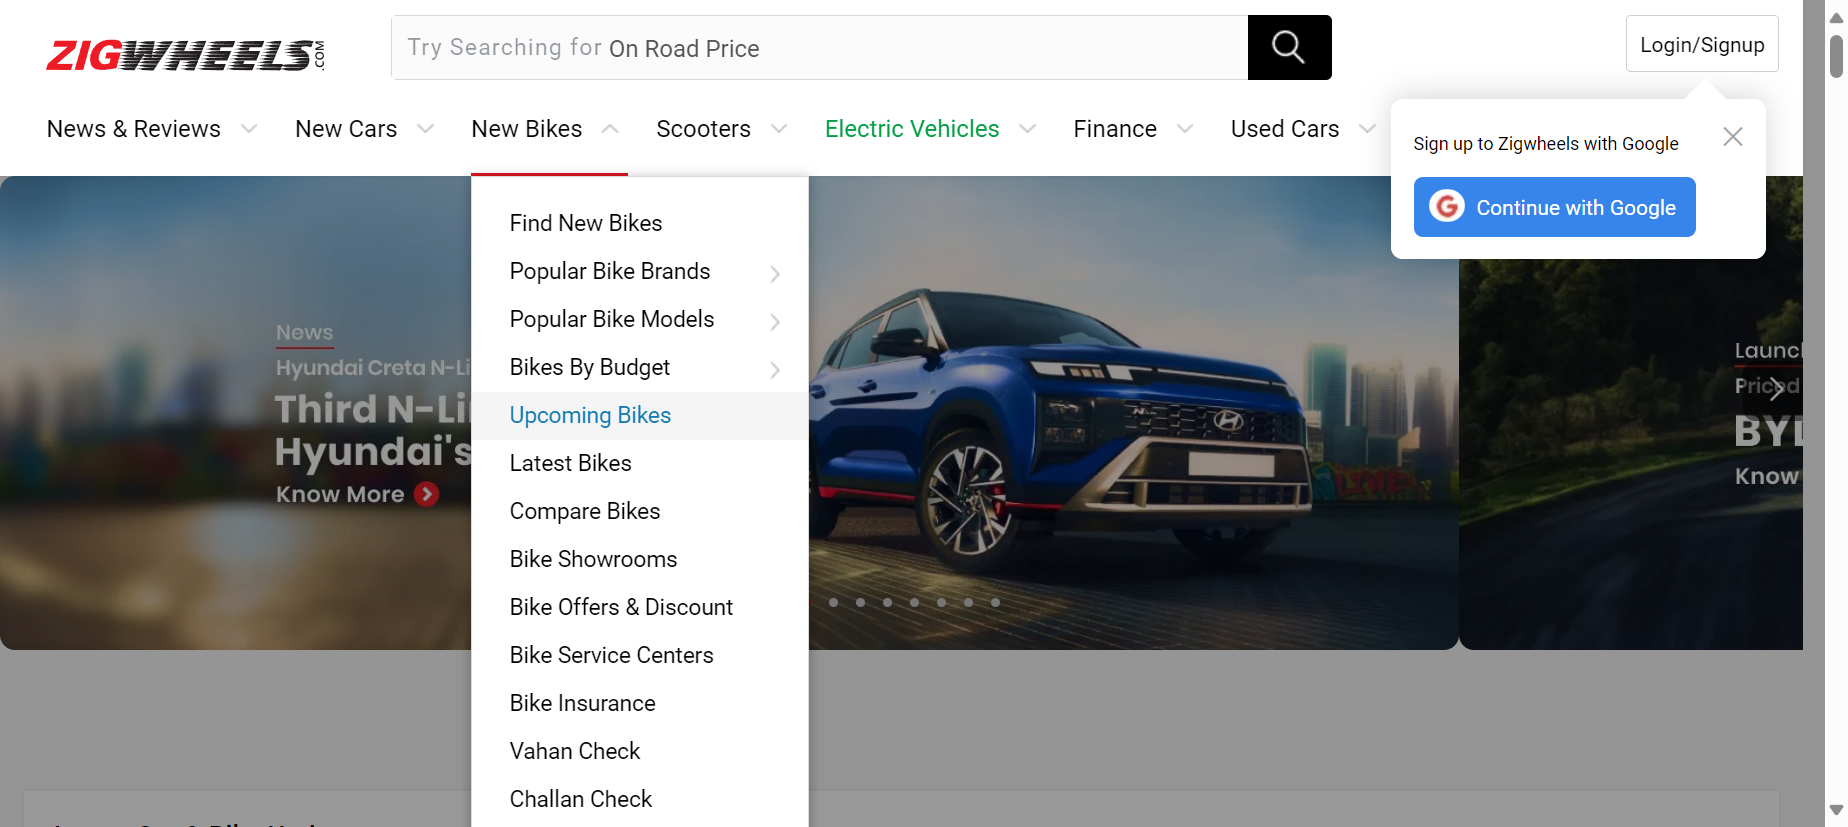 ZIGWHEELS.COM
Try Searching for On Road Price
Login/Signup
News & Reviews
New Cars
New Bikes
Scooters
Electric Vehicles
Finance
Used Cars
Sign up to Zigwheels with Google
G Continue with Google
Find New Bikes
Popular Bike Brands
Popular Bike Models
Bikes By Budget
Upcoming Bikes
Latest Bikes
Compare Bikes
Bike Showrooms
Bike Offers & Discount
Bike Service Centers
Bike Insurance
Vahan Check
Challan Check
News
Hyundai Creta N-Li
Third N-Li
Hyundai's
Know More
Launch
Priced
BYD
Know